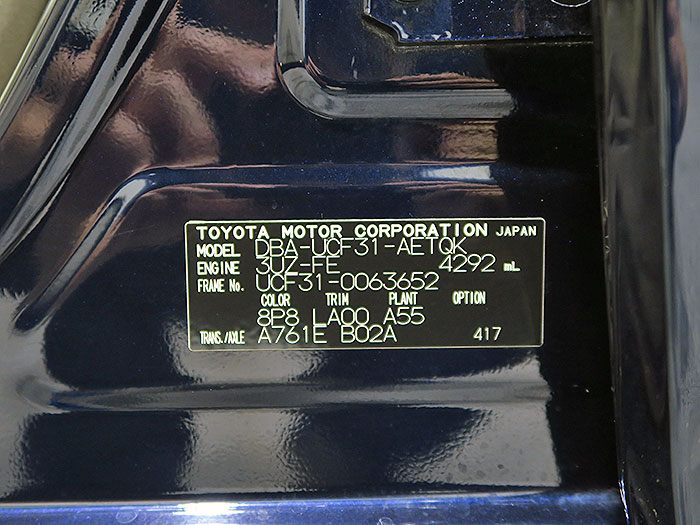 TOYOTA MOTOR CORPORATION JAPAN
MODEL DBA-UCF31-AETQK
ENGINE 3UZ-FE 4292 mL
FRAME No. UCF31-0063652
COLOR TRIM PLANT OPTION
8P8 LA00 A55
TRANS./AXLE A761E B02A 417